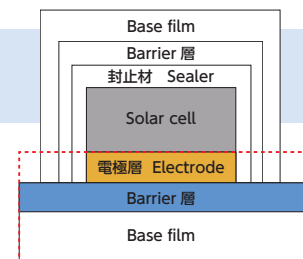 Base film
Barrier 層
封止材 Sealer
Solar cell
電極層 Electrode
Barrier 層
Base film